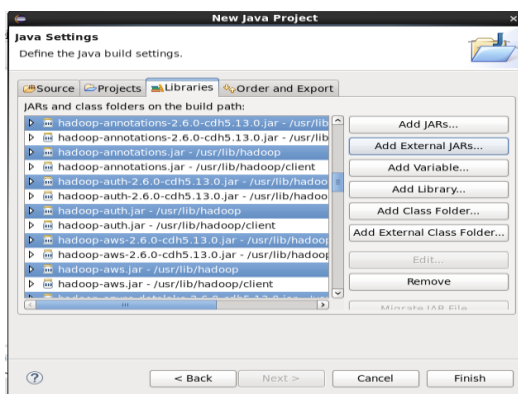 New Java Project
Java Settings
Define the Java build settings.
Source Projects Libraries Order and Export
JARs and class folders on the build path:
hadoop-annotations-2.6.0-cdh5.13.0.jar - /usr/lib
hadoop-annotations-2.6.0-cdh5.13.0.jar - /usr/lib
hadoop-annotations.jar - /usr/lib/hadoop
hadoop-annotations.jar - /usr/lib/hadoop/client
hadoop-auth-2.6.0-cdh5.13.0.jar - /usr/lib/hadoo
hadoop-auth-2.6.0-cdh5.13.0.jar - /usr/lib/hadoo
hadoop-auth.jar - /usr/lib/hadoop
hadoop-auth.jar - /usr/lib/hadoop/client
hadoop-aws-2.6.0-cdh5.13.0.jar - /usr/lib/hadoop
hadoop-aws-2.6.0-cdh5.13.0.jar - /usr/lib/hadoop
hadoop-aws.jar - /usr/lib/hadoop
hadoop-aws.jar - /usr/lib/hadoop/client
Add JARs...
Add External JARs...
Add Variable...
Add Library...
Add Class Folder...
Add External Class Folder...
Edit...
Remove
Migrate JAR File
< Back
Next >
Cancel
Finish